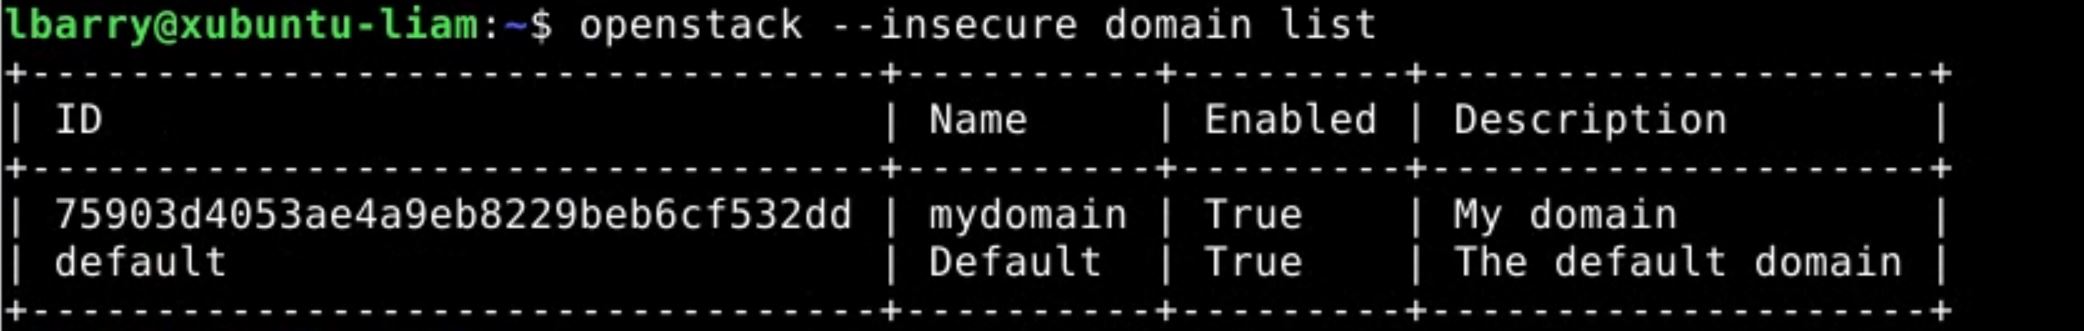 lbarry@xubuntu-liam:~$ openstack --insecure domain list
+----------------------------------+----------+---------+--------------------+
| ID                               | Name     | Enabled | Description        |
+----------------------------------+----------+---------+--------------------+
| 75903d4053ae4a9eb8229beb6cf532dd | mydomain | True    | My domain          |
| default                          | Default  | True    | The default domain |
+----------------------------------+----------+---------+--------------------+